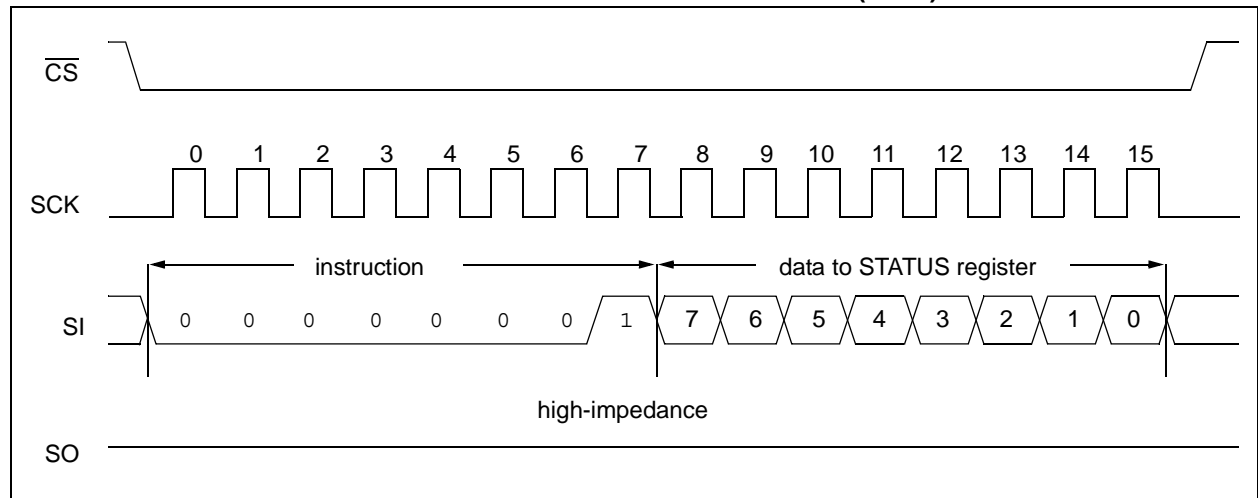 CS
0 1 2 3 4 5 6 7 8 9 10 11 12 13 14 15
SCK
instruction data to STATUS register
SI 0 0 0 0 0 0 0 1 7 6 5 4 3 2 1 0
high-impedance
SO